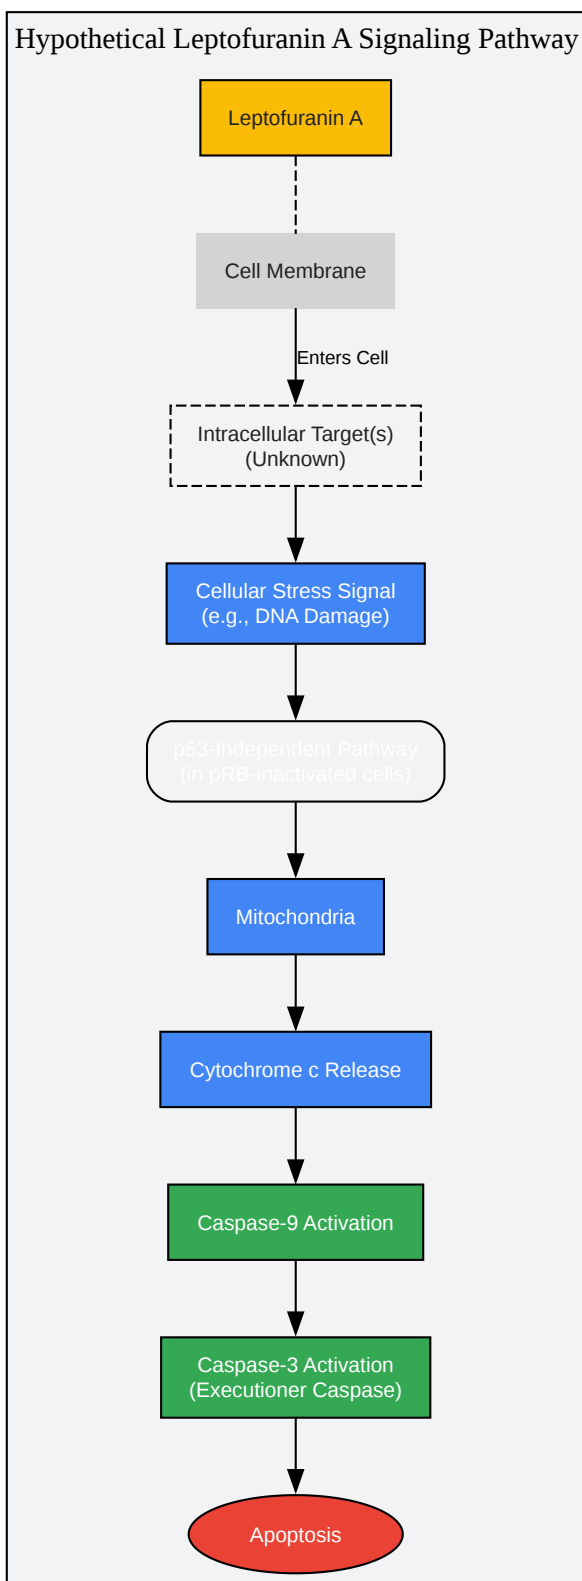 Hypothetical Leptofuranin A Signaling Pathway
Leptofuranin A
Cell Membrane
Enters Cell
Intracellular Target(s)
(Unknown)
Cellular Stress Signal
(e.g., DNA Damage)
p53-Independent Pathway
(in pRB-inactivated cells)
Mitochondria
Cytochrome c Release
Caspase-9 Activation
Caspase-3 Activation
(Executioner Caspase)
Apoptosis